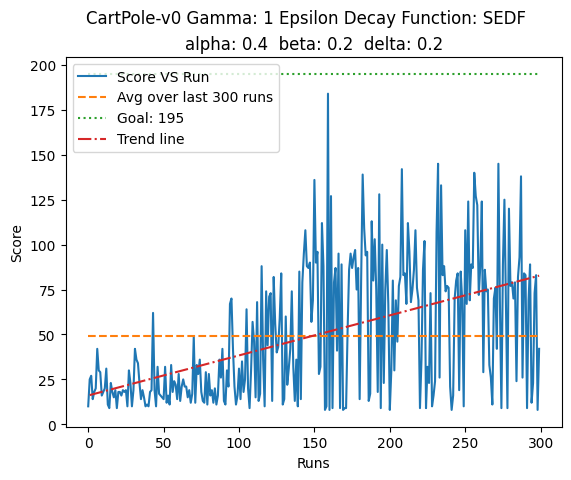 CartPole-v0 Gamma: 1 Epsilon Decay Function: SEDF
alpha: 0.4 beta: 0.2 delta: 0.2
Score VS Run
Avg over last 300 runs
Goal: 195
Trend line
Score
200
175
150
125
100
75
50
25
0
0 50 100 150 200 250 300
Runs